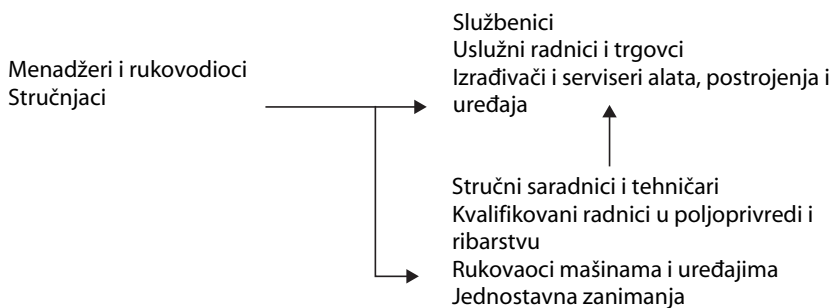 Menadžeri i rukovodioci
Stručnjaci
Službenici
Uslužni radnici i trgovci
Izrađivači i serviseri alata, postrojenja i
uređaja
Stručni saradnici i tehničari
Kvalifikovani radnici u poljoprivredi i
ribarstvu
Rukovaoci mašinama i uređajima
Jednostavna zanimanja